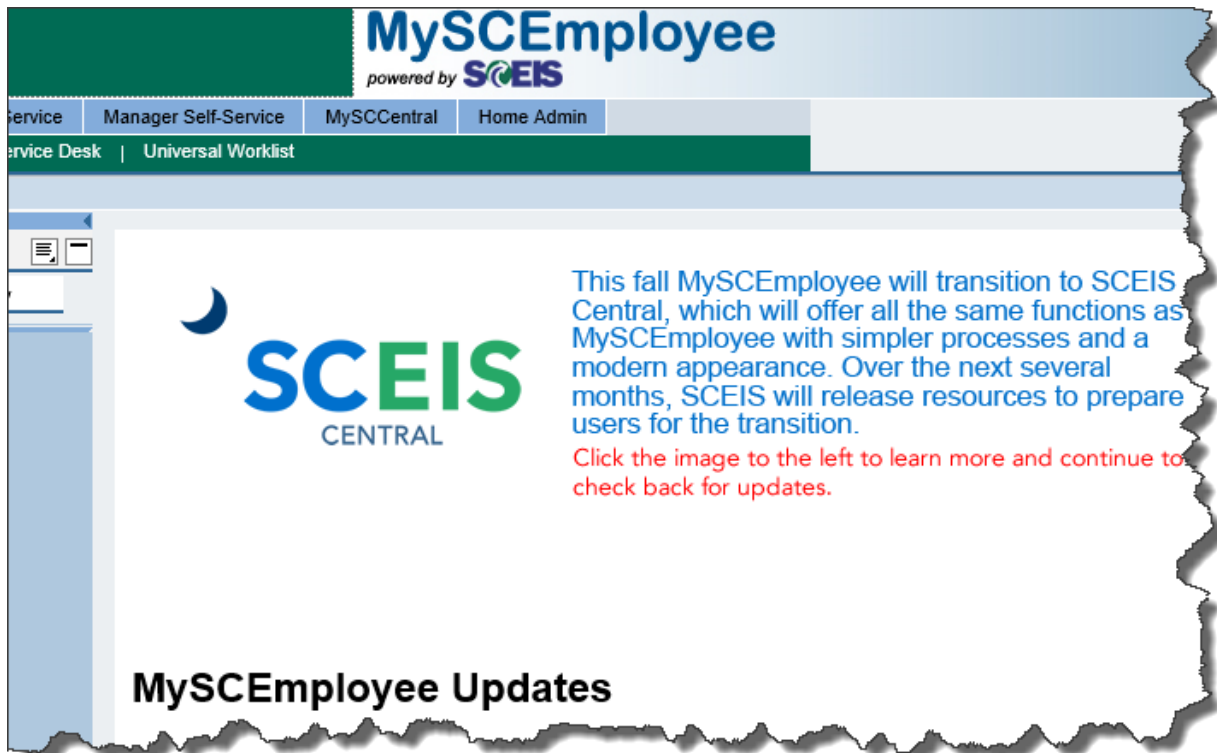 MySCEmployee
powered by SCEIS
Manager Self-Service MySCCentral Home Admin
Desk | Universal Worklist
SCEIS
CENTRAL
This fall MySCEmployee will transition to SCEIS
Central, which will offer all the same functions as
MySCEmployee with simpler processes and a
modern appearance. Over the next several
months, SCEIS will release resources to prepare
users for the transition.
Click the image to the left to learn more and continue to
check back for updates.
MySCEmployee Updates